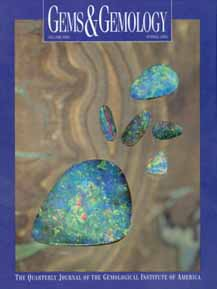 GEMS & GEMOLOGY
THE QUARTERLY JOURNAL OF THE GEMOLOGICAL INSTITUTE OF AMERICA